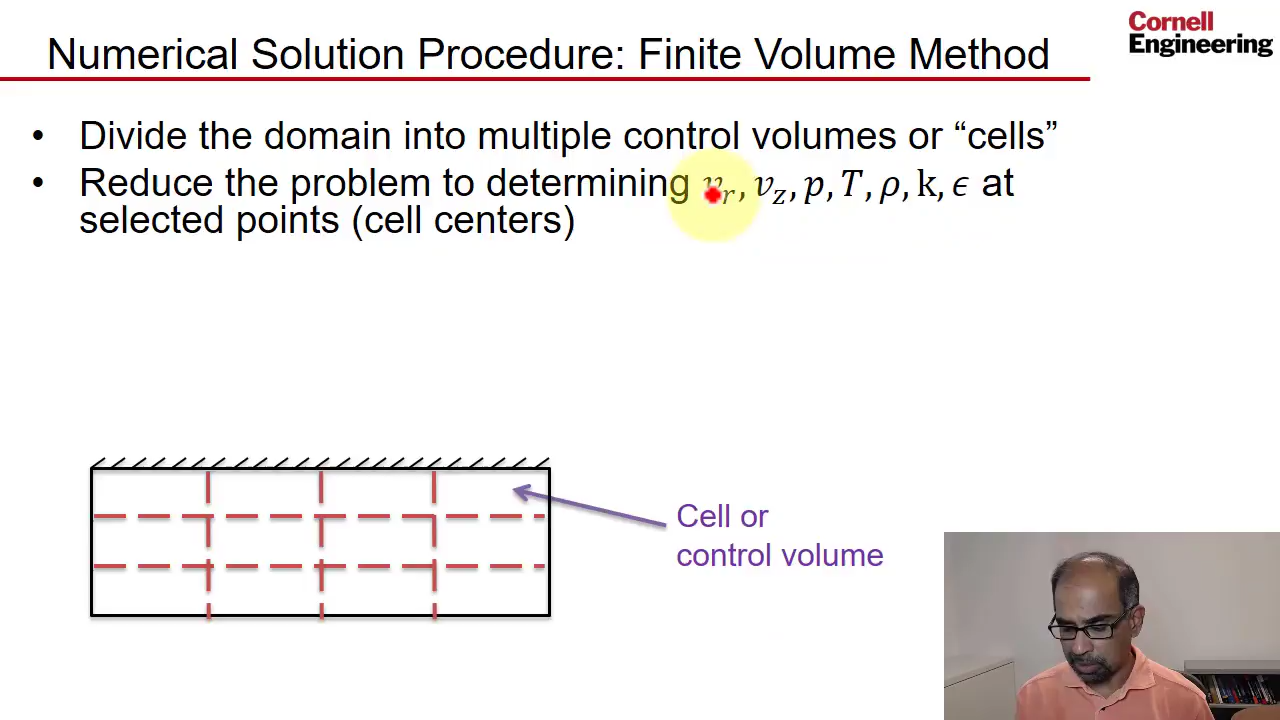 Cornell
Engineering
Numerical Solution Procedure: Finite Volume Method
• Divide the domain into multiple control volumes or “cells”
• Reduce the problem to determining v_r, v_z, p, T, ρ, k, ϵ at
selected points (cell centers)
Cell or
control volume